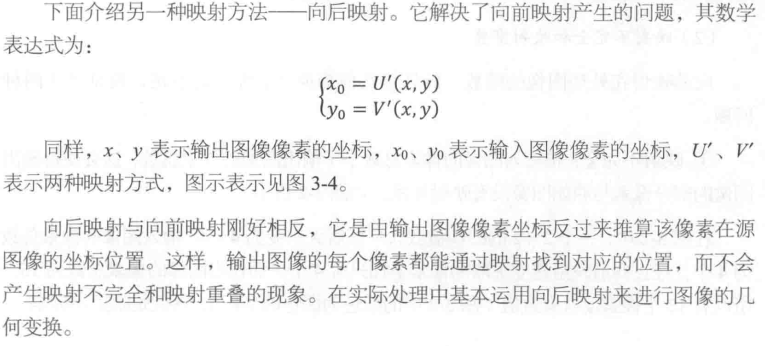 下面介绍另一种映射方法——向后映射。它解决了向前映射产生的问题，其数学
表达式为：
{x₀ = U′(x, y)
{y₀ = V′(x, y)
同样，x、y 表示输出图像像素的坐标，x₀、y₀ 表示输入图像像素的坐标，U′、V′
表示两种映射方式，图示表示见图 3-4。
向后映射与向前映射刚好相反，它是由输出图像像素坐标反过来推算该像素在源
图像的坐标位置。这样，输出图像的每个像素都能通过映射找到对应的位置，而不会
产生映射不完全和映射重叠的现象。在实际处理中基本运用向后映射来进行图像的几
何变换。